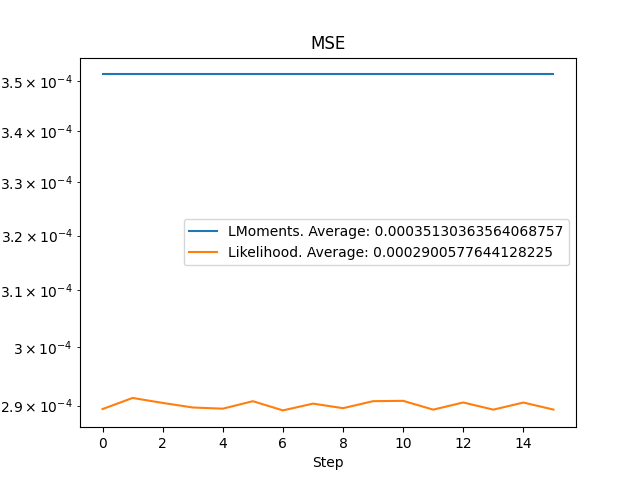 MSE
3.5 × 10⁻⁴
3.4 × 10⁻⁴
3.3 × 10⁻⁴
3.2 × 10⁻⁴
3.1 × 10⁻⁴
3 × 10⁻⁴
2.9 × 10⁻⁴
LMoments. Average: 0.00035130363564068757
Likelihood. Average: 0.0002900577644128225
0 2 4 6 8 10 12 14
Step